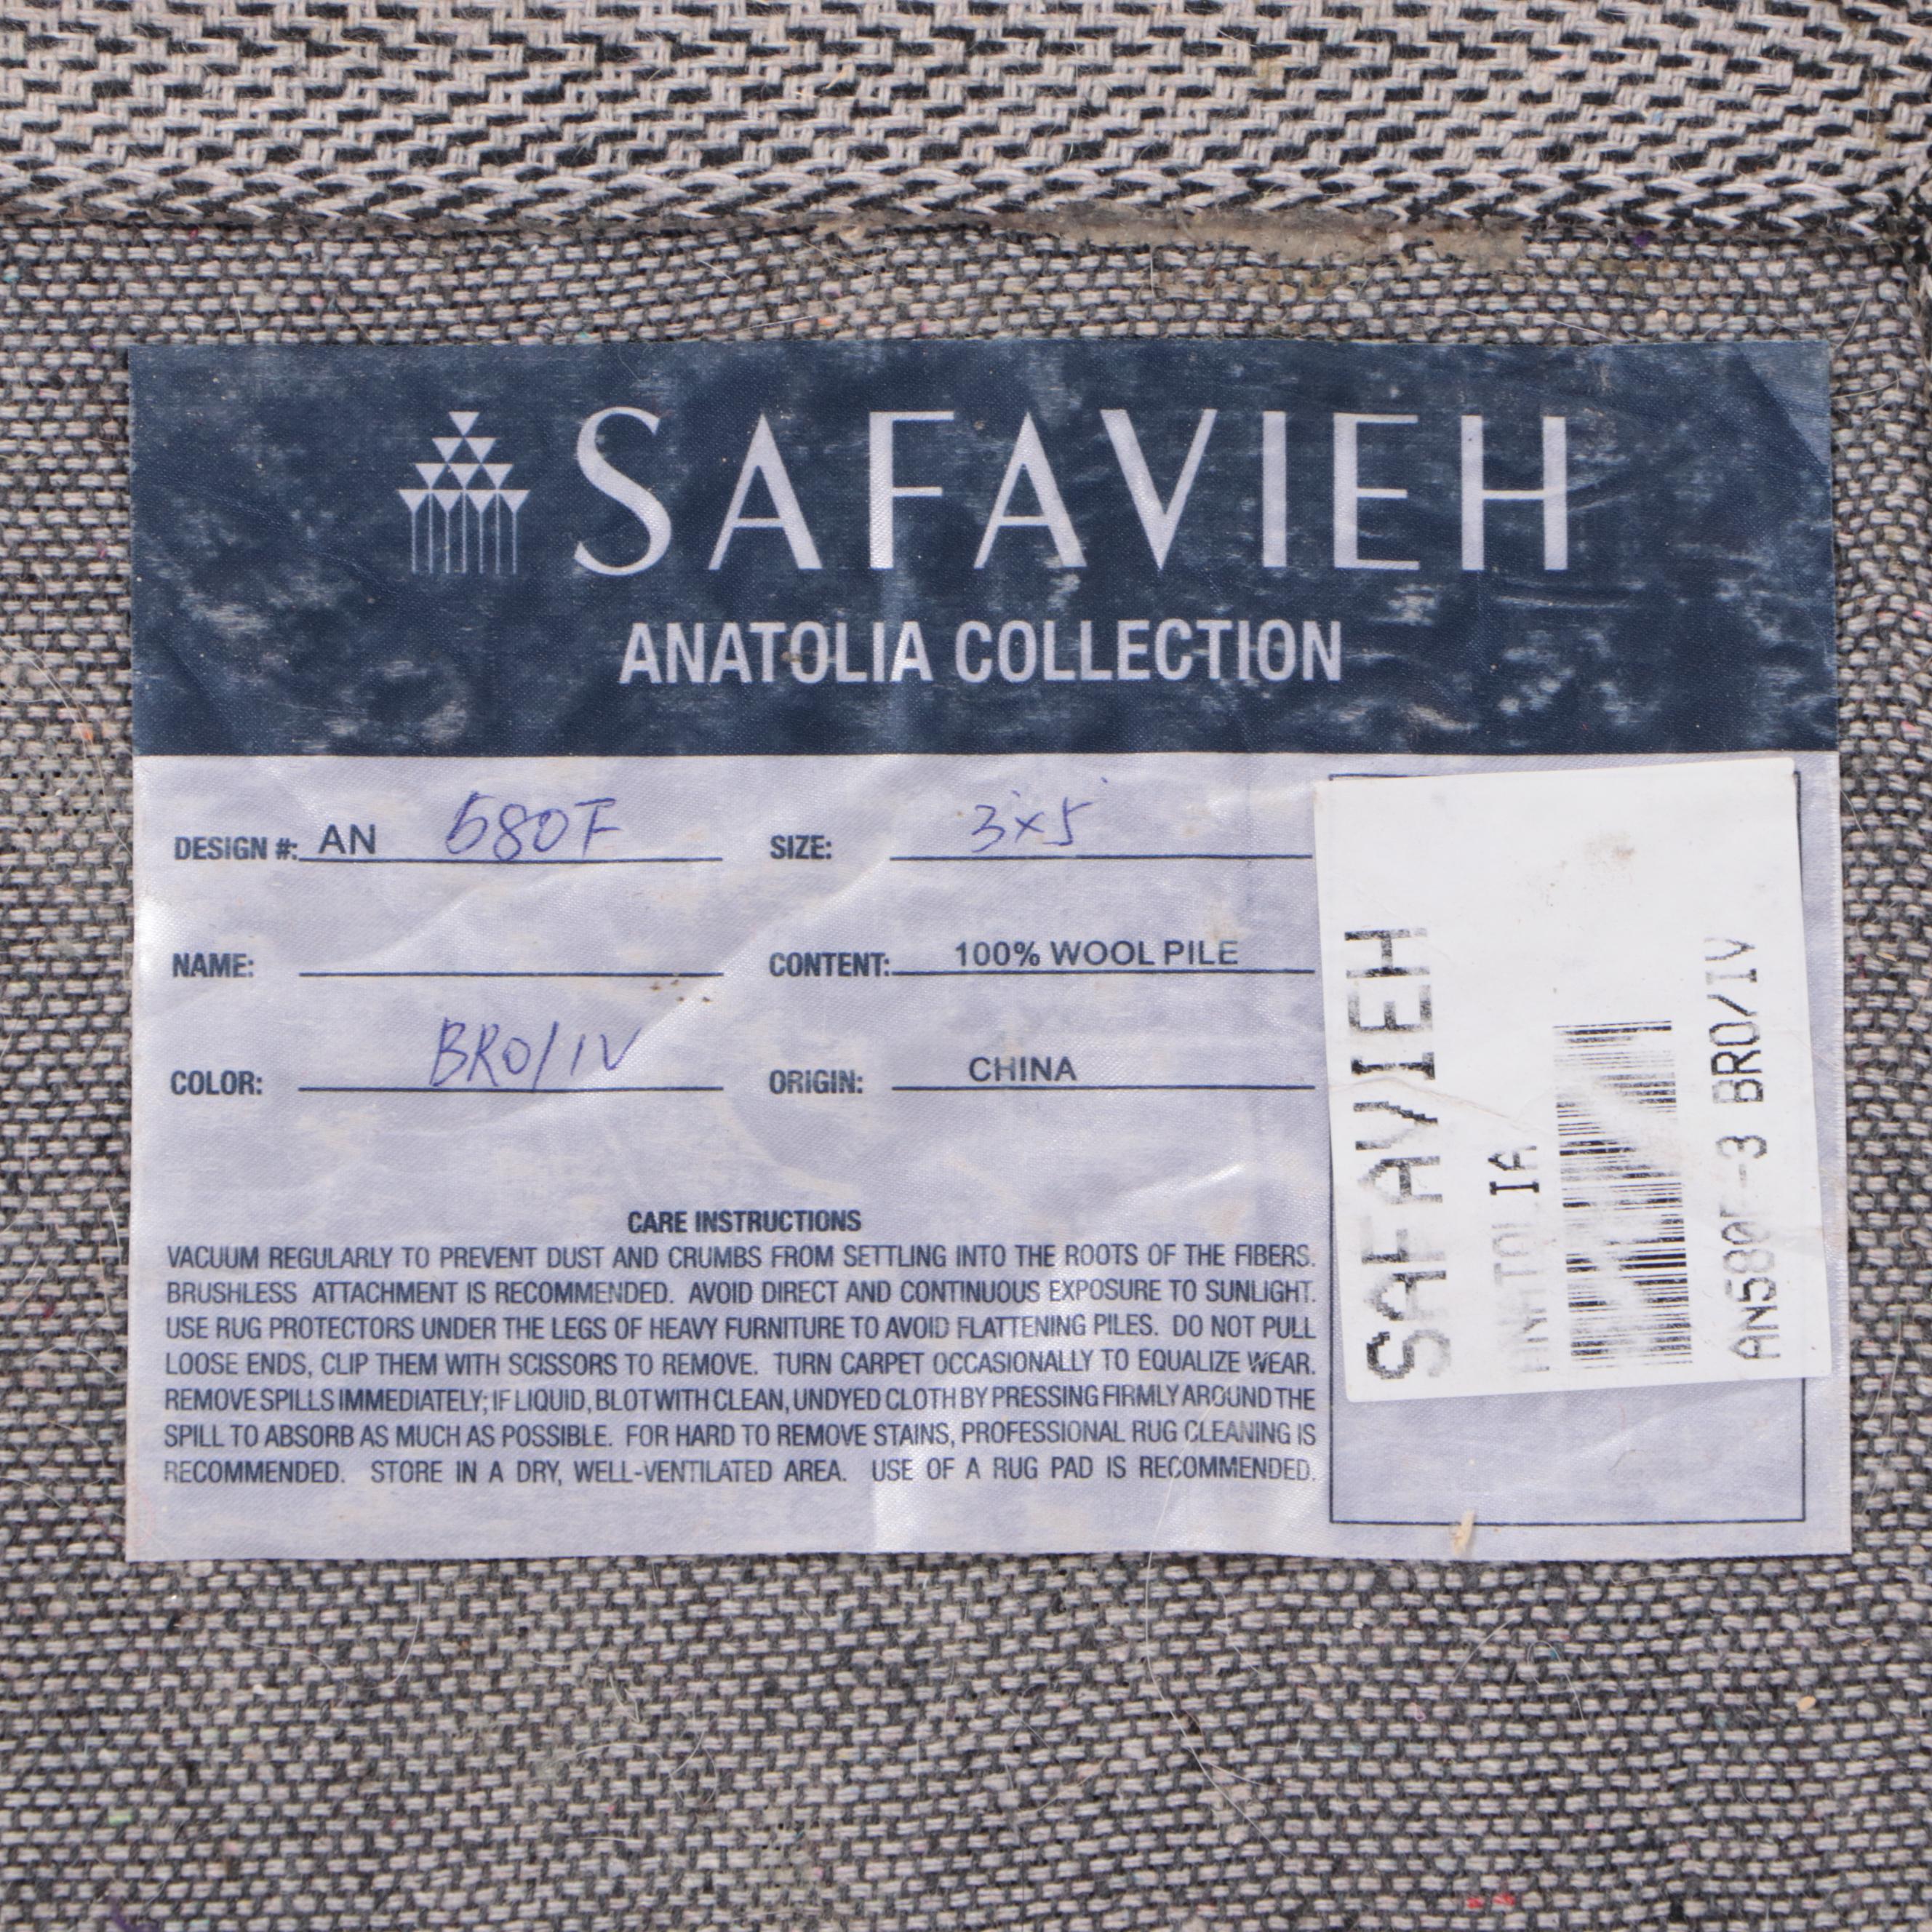 SAFAVIEH
ANATOLIA COLLECTION
DESIGN #: AN 580F
SIZE: 3'x5'
NAME:
CONTENT: 100% WOOL PILE
COLOR: BRO/IV
ORIGIN: CHINA
CARE INSTRUCTIONS
VACUUM REGULARLY TO PREVENT DUST AND CRUMBS FROM SETTLING INTO THE ROOTS OF THE FIBERS.
BRUSHLESS ATTACHMENT IS RECOMMENDED. AVOID DIRECT AND CONTINUOUS EXPOSURE TO SUNLIGHT.
USE RUG PROTECTORS UNDER THE LEGS OF HEAVY FURNITURE TO AVOID FLATTENING PILES. DO NOT PULL
LOOSE ENDS, CLIP THEM WITH SCISSORS TO REMOVE. TURN CARPET OCCASIONALLY TO EQUALIZE WEAR.
REMOVE SPILLS IMMEDIATELY; IF LIQUID, BLOT WITH CLEAN, UNDYED CLOTH BY PRESSING FIRMLY AROUND THE
SPILL TO ABSORB AS MUCH AS POSSIBLE. FOR HARD TO REMOVE STAINS, PROFESSIONAL RUG CLEANING IS
RECOMMENDED. STORE IN A DRY, WELL-VENTILATED AREA. USE OF A RUG PAD IS RECOMMENDED.
SAFAVIEH
ANATOLIA
AN580F-3 BRO/IV